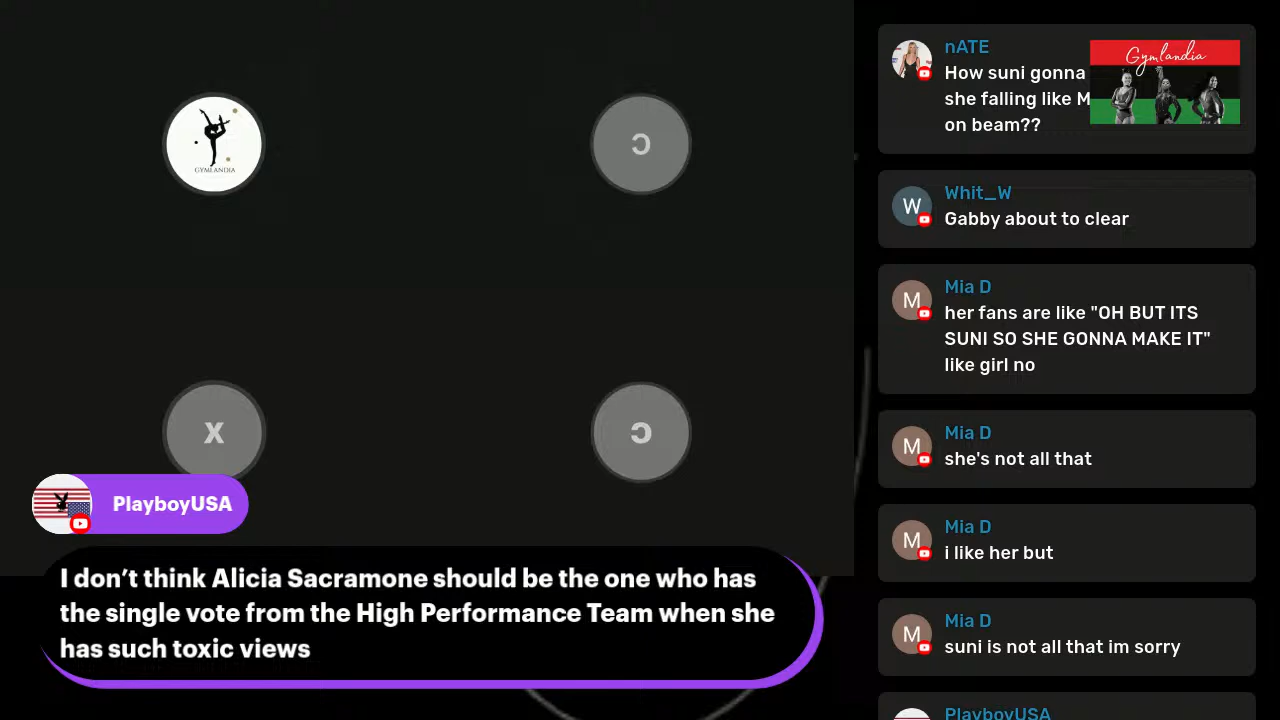 GYMLANDIA
Ɔ
X
Ɔ
PlayboyUSA
I don’t think Alicia Sacramone should be the one who has
the single vote from the High Performance Team when she
has such toxic views
nATE
How suni gonna
she falling like M
on beam??
Gymlandia
W
Whit_W
Gabby about to clear
M
Mia D
her fans are like "OH BUT ITS
SUNI SO SHE GONNA MAKE IT"
like girl no
M
Mia D
she's not all that
M
Mia D
i like her but
M
Mia D
suni is not all that im sorry
PlayboyUSA